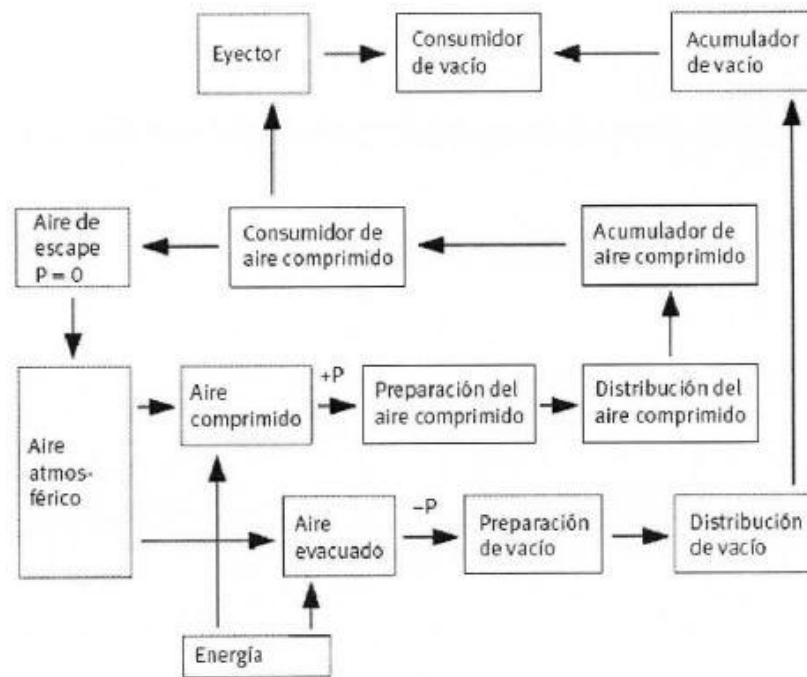 Eyector
Consumidor
de vacío
Acumulador
de vacío
Aire de
escape
P = 0
Consumidor de
aire comprimido
Acumulador de
aire comprimido
Aire
atmos-
férico
Aire
comprimido
+P
Preparación del
aire comprimido
Distribución del
aire comprimido
Aire
evacuado
–P
Preparación
de vacío
Distribución
de vacío
Energía